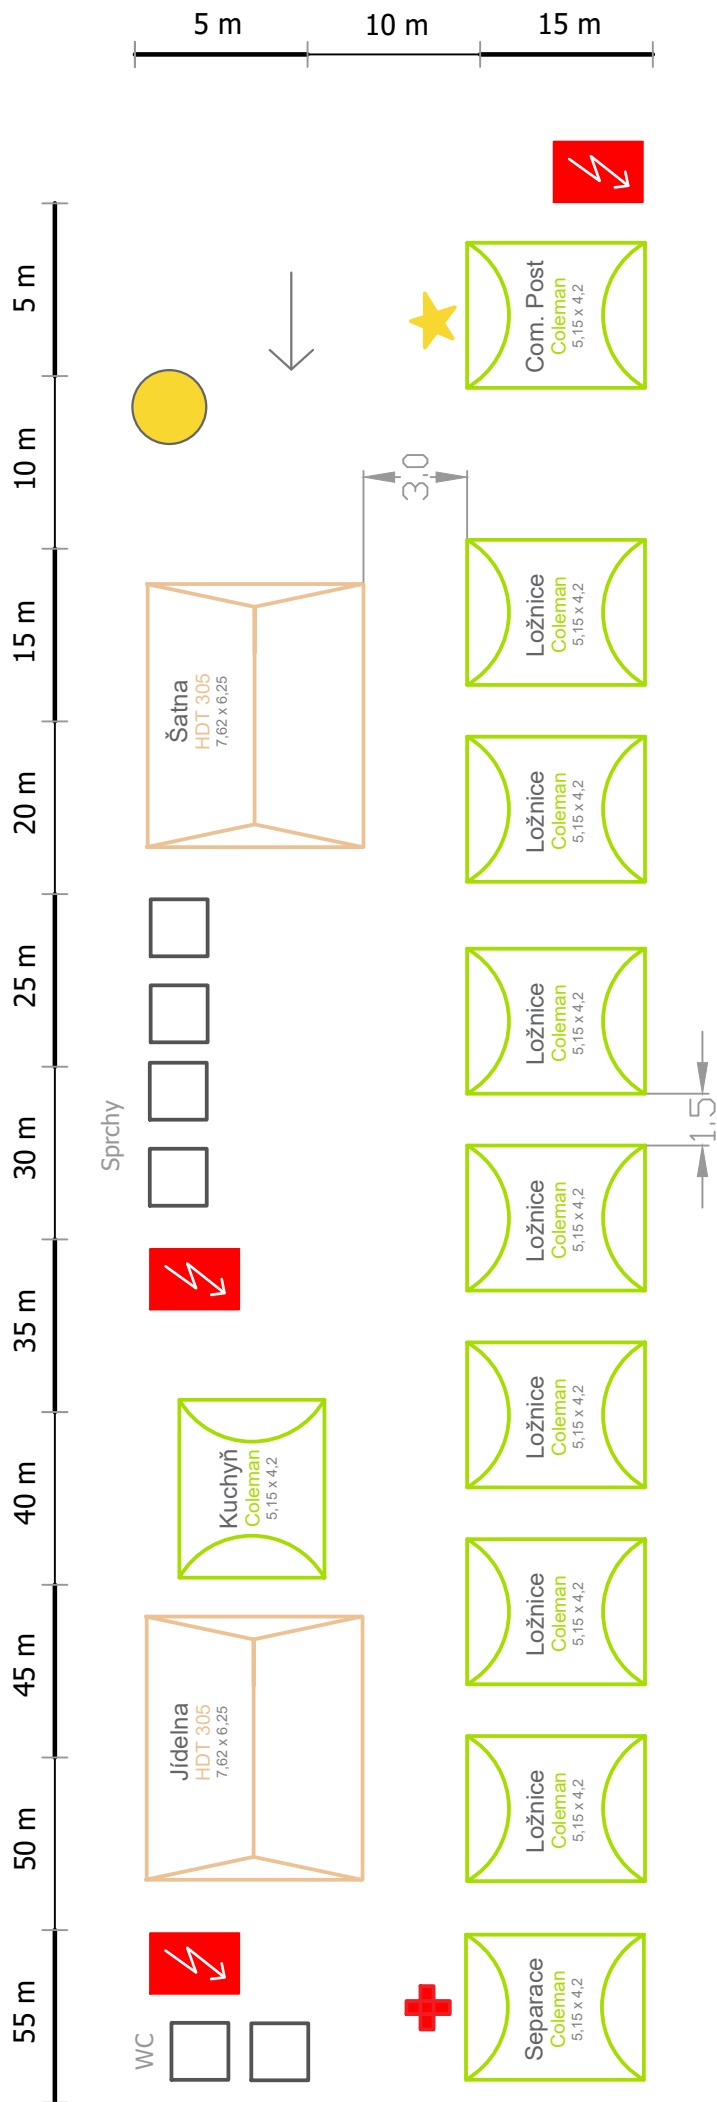 5 m
10 m
15 m
5 m
10 m
15 m
20 m
25 m
30 m
35 m
40 m
45 m
50 m
55 m
Com. Post
Coleman
5,15 x 4,2
3.0
Šatna
HDT 305
7,62 x 6,25
Ložnice
Coleman
5,15 x 4,2
Ložnice
Coleman
5,15 x 4,2
Ložnice
Coleman
5,15 x 4,2
1.5
Sprchy
Ložnice
Coleman
5,15 x 4,2
Ložnice
Coleman
5,15 x 4,2
Kuchyň
Coleman
5,15 x 4,2
Ložnice
Coleman
5,15 x 4,2
Jídelna
HDT 305
7,62 x 6,25
Ložnice
Coleman
5,15 x 4,2
WC
Separace
Coleman
5,15 x 4,2